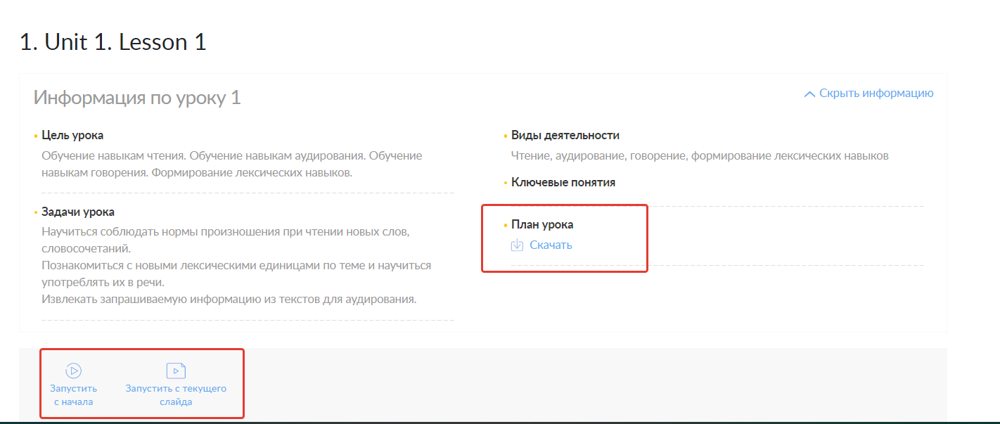 1. Unit 1. Lesson 1
Информация по уроку 1
Скрыть информацию
Цель урока
Обучение навыкам чтения. Обучение навыкам аудирования. Обучение
навыкам говорения. Формирование лексических навыков.
Задачи урока
Научиться соблюдать нормы произношения при чтении новых слов,
словосочетаний.
Познакомиться с новыми лексическими единицами по теме и научиться
употреблять их в речи.
Извлекать запрашиваемую информацию из текстов для аудирования.
Виды деятельности
Чтение, аудирование, говорение, формирование лексических навыков
Ключевые понятия
План урока
Скачать
Запустить
с начала
Запустить с текущего
слайда